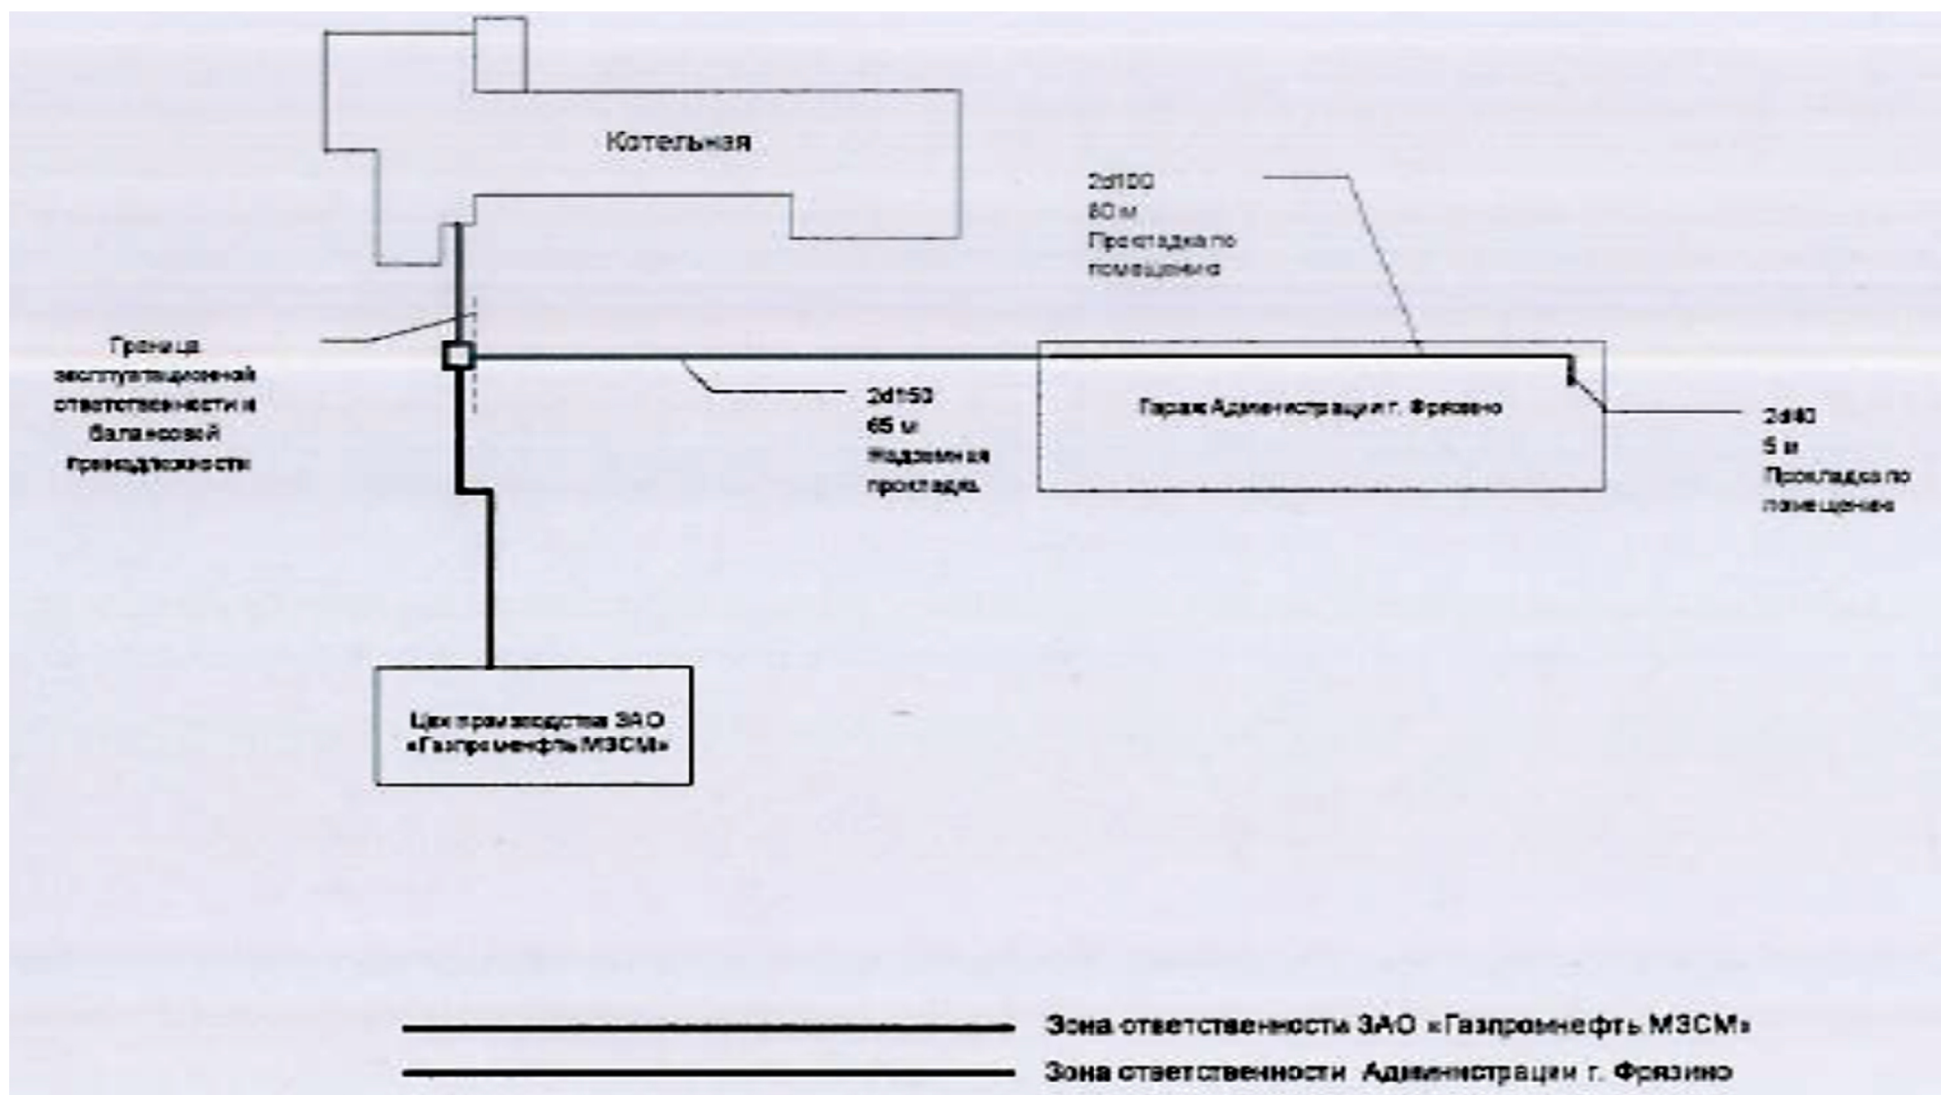 Котельная
2d100
80 м
Прокладка по
помещению
Граница
эксплуатационной
ответственности и
балансовой
принадлежности
2d150
65 м
Надземная
прокладка
Гараж Администрации г. Фрязино
2d40
5 м
Прокладка по
помещению
Цех производства ЗАО
«Газпромнефть МЗСМ»
Зона ответственности ЗАО «Газпромнефть МЗСМ»
Зона ответственности Администрации г. Фрязино